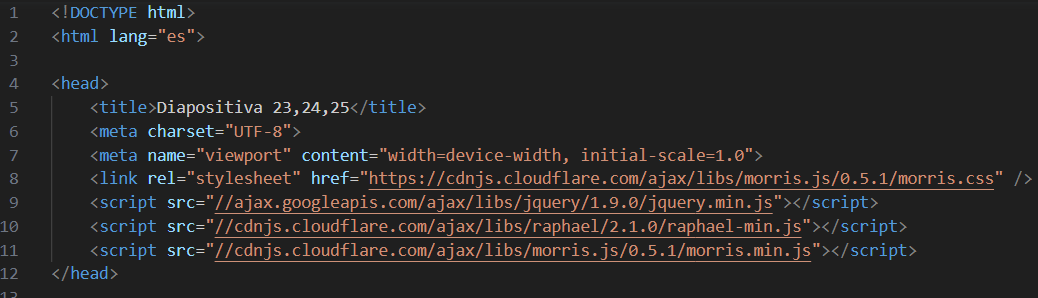 1 <!DOCTYPE html>
2 <html lang="es">
3
4 <head>
5 <title>Diapositiva 23,24,25</title>
6 <meta charset="UTF-8">
7 <meta name="viewport" content="width=device-width, initial-scale=1.0">
8 <link rel="stylesheet" href="https://cdnjs.cloudflare.com/ajax/libs/morris.js/0.5.1/morris.css" />
9 <script src="//ajax.googleapis.com/ajax/libs/jquery/1.9.0/jquery.min.js"></script>
10 <script src="//cdnjs.cloudflare.com/ajax/libs/raphael/2.1.0/raphael-min.js"></script>
11 <script src="//cdnjs.cloudflare.com/ajax/libs/morris.js/0.5.1/morris.min.js"></script>
12 </head>
13